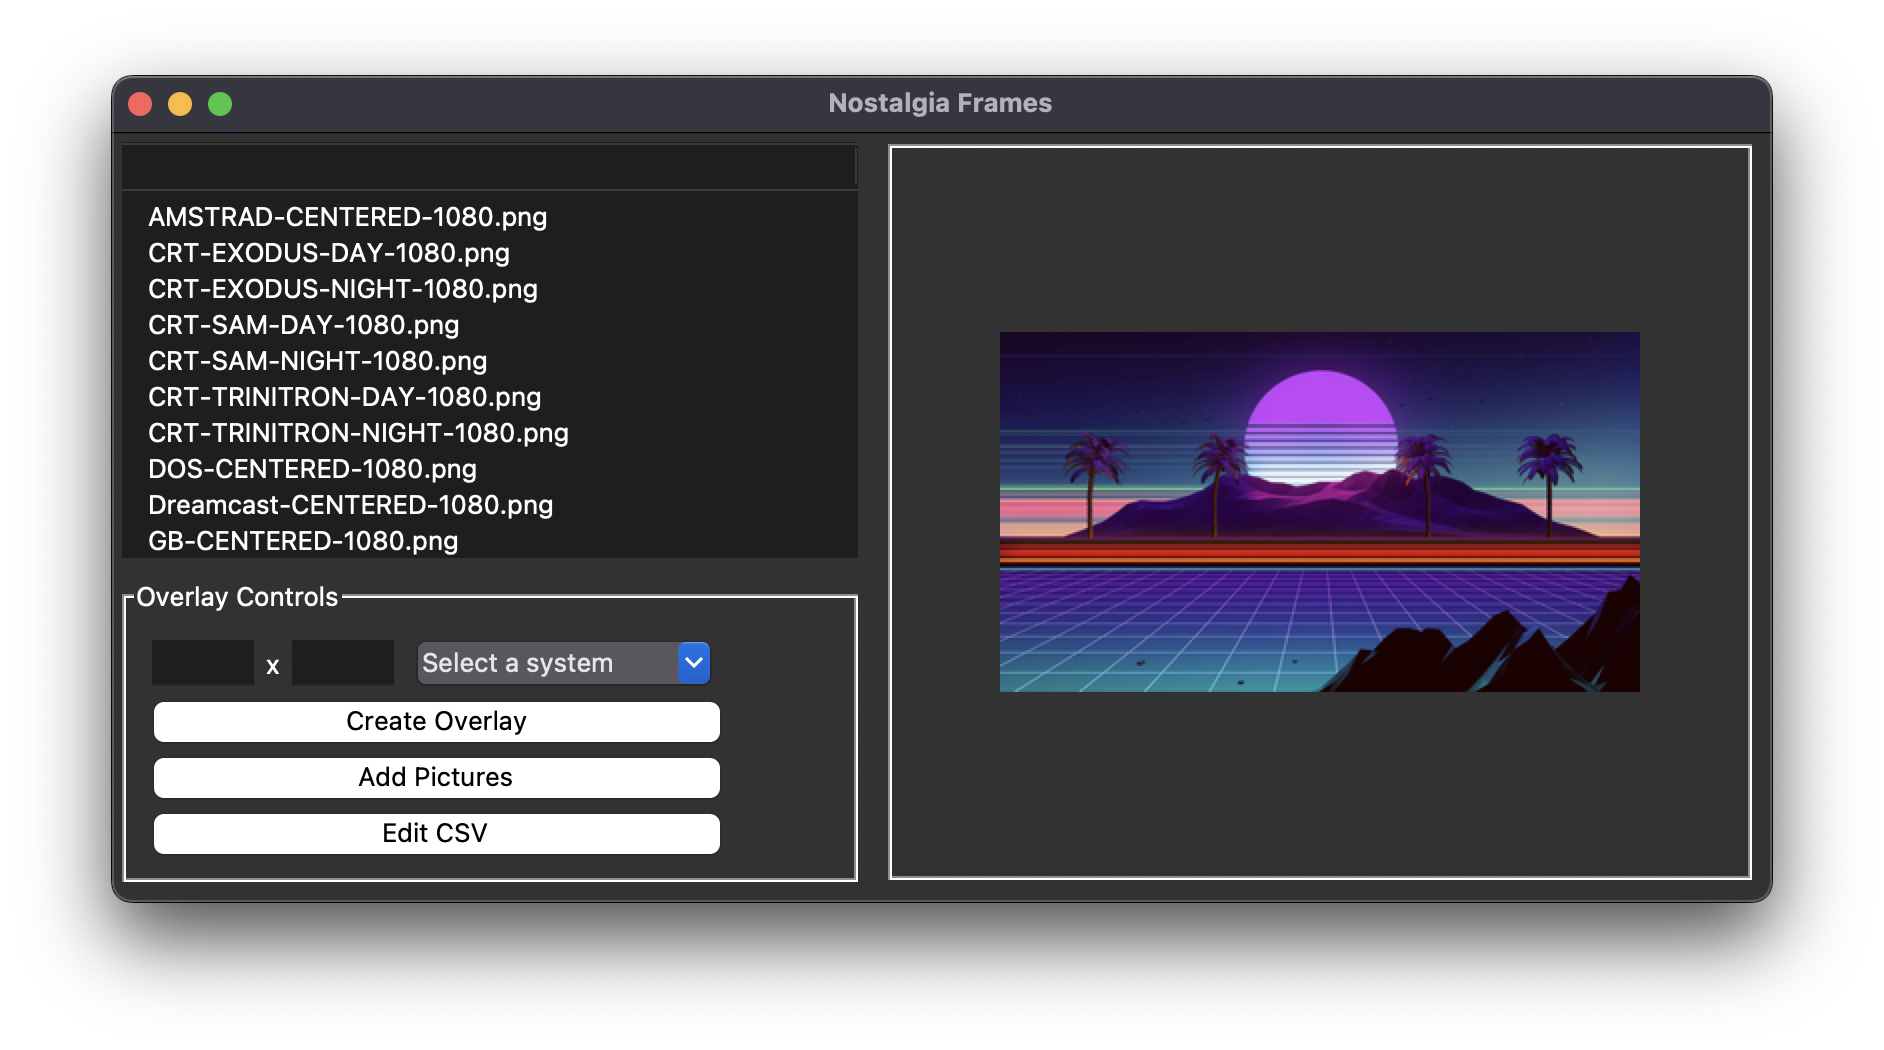 Nostalgia Frames
AMSTRAD-CENTERED-1080.png
CRT-EXODUS-DAY-1080.png
CRT-EXODUS-NIGHT-1080.png
CRT-SAM-DAY-1080.png
CRT-SAM-NIGHT-1080.png
CRT-TRINITRON-DAY-1080.png
CRT-TRINITRON-NIGHT-1080.png
DOS-CENTERED-1080.png
Dreamcast-CENTERED-1080.png
GB-CENTERED-1080.png
Overlay Controls
x Select a system
Create Overlay
Add Pictures
Edit CSV